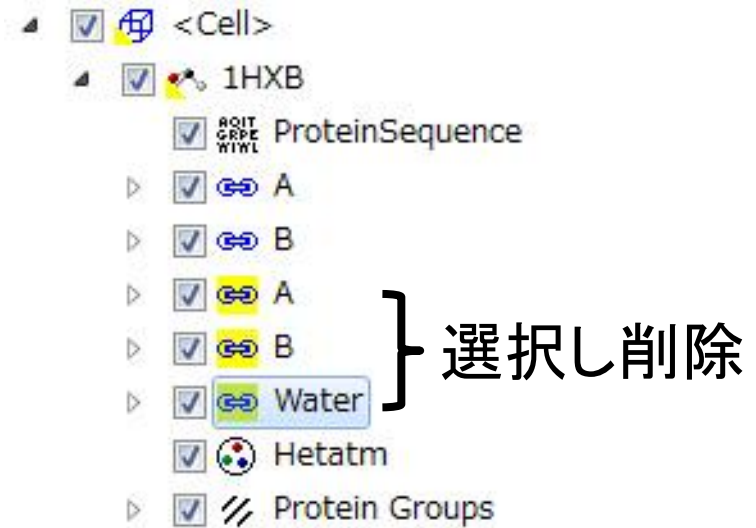 <Cell>
1HXB
AQIT GRPE WIWL ProteinSequence
A
B
A
B
選択し削除
Water
Hetatm
Protein Groups